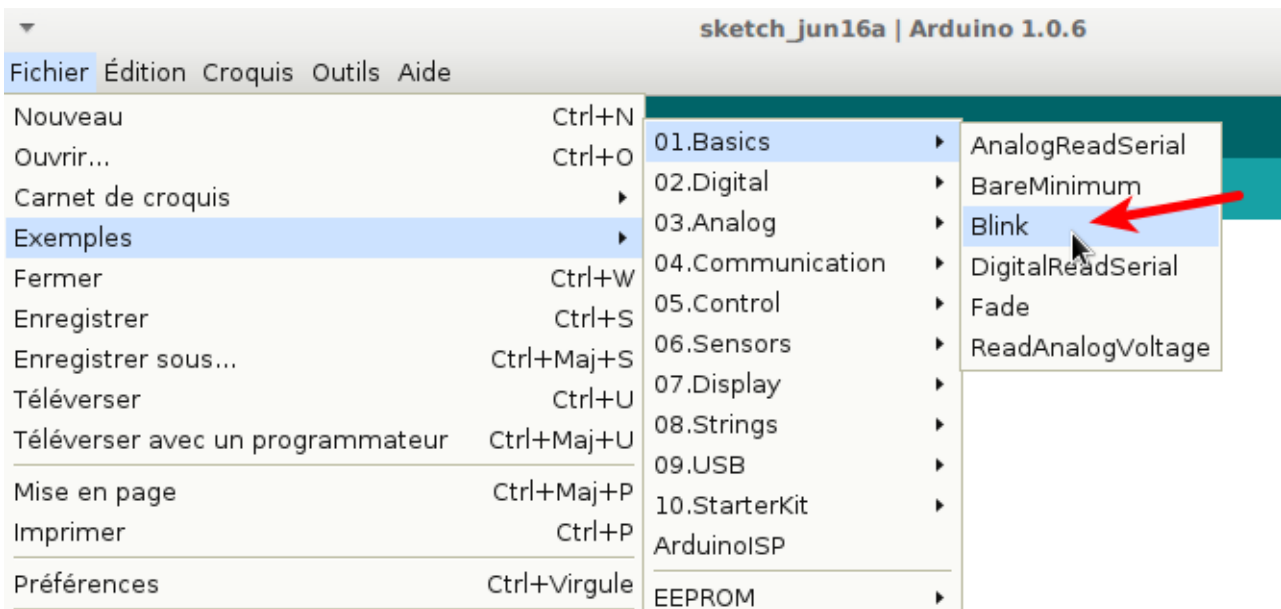 sketch_jun16a | Arduino 1.0.6
Fichier Édition Croquis Outils Aide
Nouveau Ctrl+N
Ouvrir... Ctrl+O
Carnet de croquis
Exemples
Fermer Ctrl+W
Enregistrer Ctrl+S
Enregistrer sous... Ctrl+Maj+S
Téléverser Ctrl+U
Téléverser avec un programmateur Ctrl+Maj+U
Mise en page Ctrl+Maj+P
Imprimer Ctrl+P
Préférences Ctrl+Virgule
01.Basics
02.Digital
03.Analog
04.Communication
05.Control
06.Sensors
07.Display
08.Strings
09.USB
10.StarterKit
ArduinoISP
EEPROM
AnalogReadSerial
BareMinimum
Blink
DigitalReadSerial
Fade
ReadAnalogVoltage